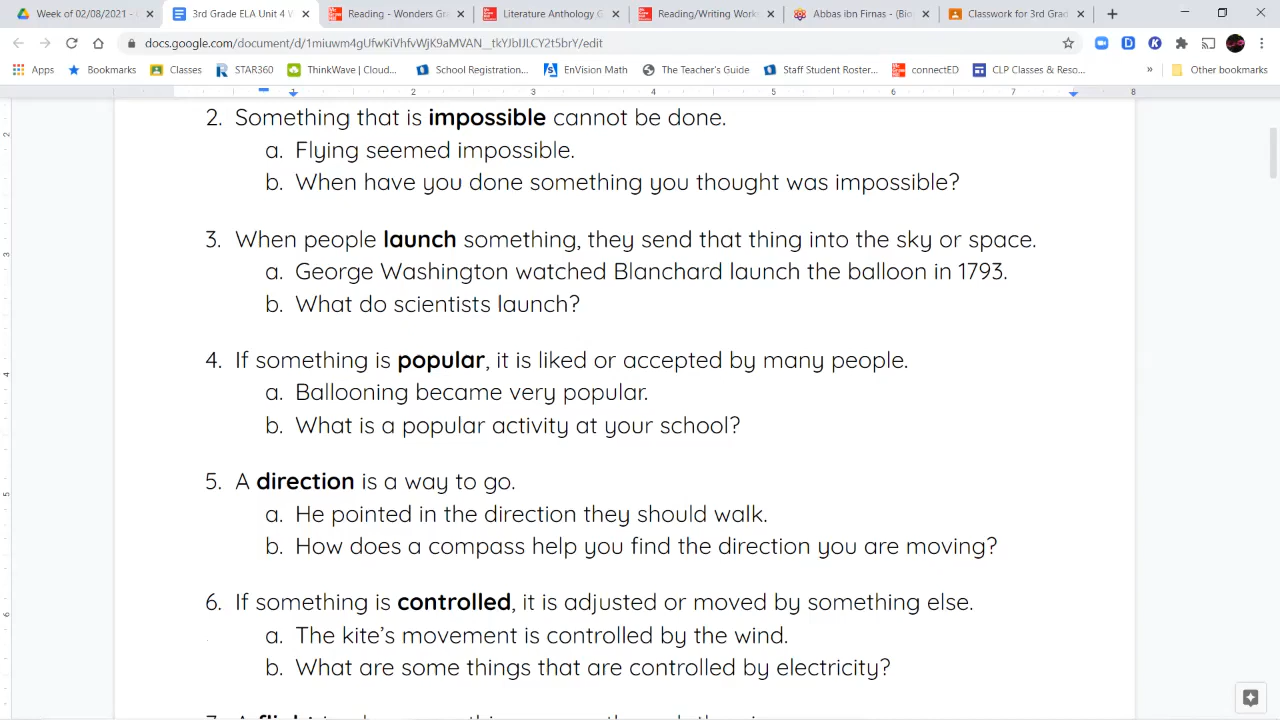 Week of 02/08/2021 -
3rd Grade ELA Unit 4
Reading - Wonders Gr
Literature Anthology G
Reading/Writing Work
Abbas ibn Firnas - (Bio
Classwork for 3rd Grad
docs.google.com/document/d/1miuwm4gUfwKiVhfvWjK9aMVAN__tkYJbIJLCY2t5brY/edit
Apps
Bookmarks
Classes
STAR360
ThinkWave | Cloud...
School Registration...
EnVision Math
The Teacher's Guide
Staff Student Roster...
connectED
CLP Classes & Reso...
»
Other bookmarks
1 2 3 4 5 6 7 8
2. Something that is impossible cannot be done.
a. Flying seemed impossible.
b. When have you done something you thought was impossible?
3. When people launch something, they send that thing into the sky or space.
a. George Washington watched Blanchard launch the balloon in 1793.
b. What do scientists launch?
4. If something is popular, it is liked or accepted by many people.
a. Ballooning became very popular.
b. What is a popular activity at your school?
5. A direction is a way to go.
a. He pointed in the direction they should walk.
b. How does a compass help you find the direction you are moving?
6. If something is controlled, it is adjusted or moved by something else.
a. The kite's movement is controlled by the wind.
b. What are some things that are controlled by electricity?